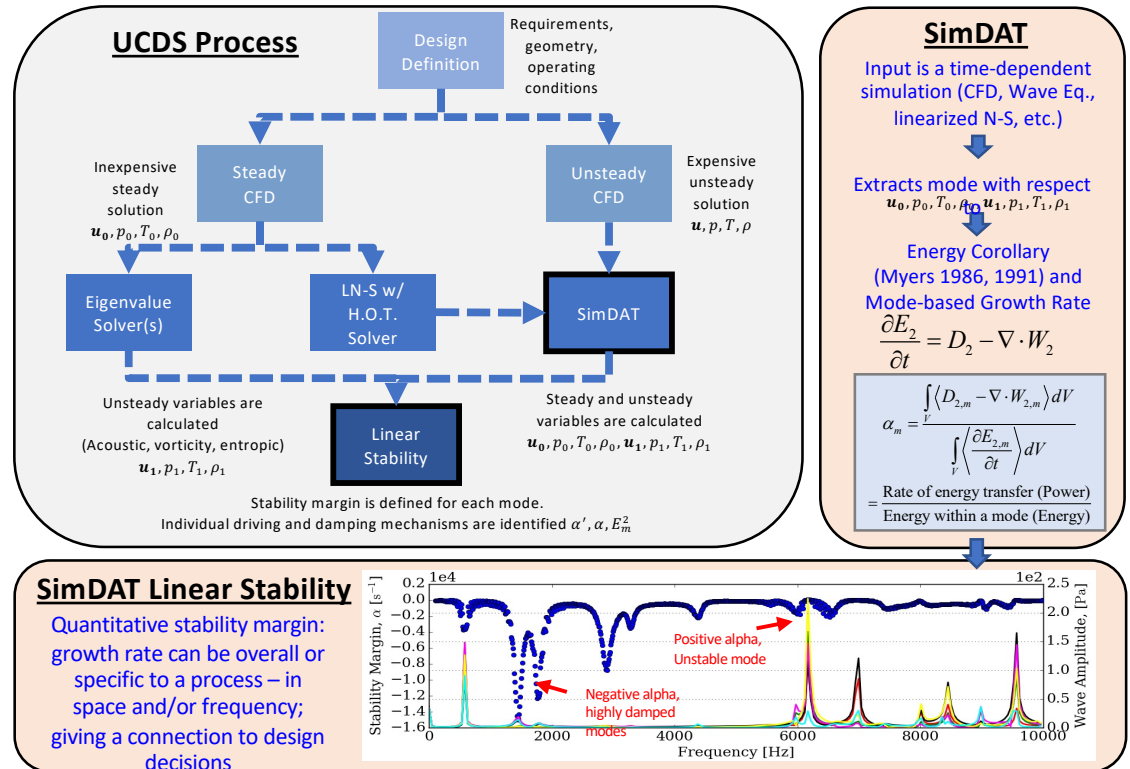 UCDS Process
Design
Definition
Requirements,
geometry,
operating
conditions
Inexpensive
steady
solution
u₀, p₀, T₀, ρ₀
Steady
CFD
Unsteady
CFD
Expensive
unsteady
solution
u, p, T, ρ
Eigenvalue
Solver(s)
LN-S w/
H.O.T.
Solver
SimDAT
Unsteady variables are
calculated
(Acoustic, vorticity, entropic)
u₁, p₁, T₁, ρ₁
Linear
Stability
Steady and unsteady
variables are calculated
u₀, p₀, T₀, ρ₀, u₁, p₁, T₁, ρ₁
Stability margin is defined for each mode.
Individual driving and damping mechanisms are identified α′, α, E²ₘ
SimDAT
Input is a time-dependent
simulation (CFD, Wave Eq.,
linearized N-S, etc.)
Extracts mode with respect
to
u₀, p₀, T₀, ρ₀, u₁, p₁, T₁, ρ₁
Energy Corollary
(Myers 1986, 1991) and
Mode-based Growth Rate
∂E₂/∂t = D₂ − ∇·W₂
αₘ = ∫_V ⟨D₂,ₘ − ∇·W₂,ₘ⟩ dV / ∫_V ⟨∂E₂,ₘ/∂t⟩ dV
= Rate of energy transfer (Power) / Energy within a mode (Energy)
SimDAT Linear Stability
Quantitative stability margin:
growth rate can be overall or
specific to a process – in
space and/or frequency;
giving a connection to design
decisions
1e4
1e2
Stability Margin, α [s⁻¹]
0.2
0.0
−0.2
−0.4
−0.6
−0.8
−1.0
−1.2
−1.4
−1.6
Positive alpha,
Unstable mode
Negative alpha,
highly damped
modes
2.5
2.0
1.5
1.0
0.5
0.0
Wave Amplitude, [Pa]
0
2000
4000
6000
8000
10000
Frequency [Hz]